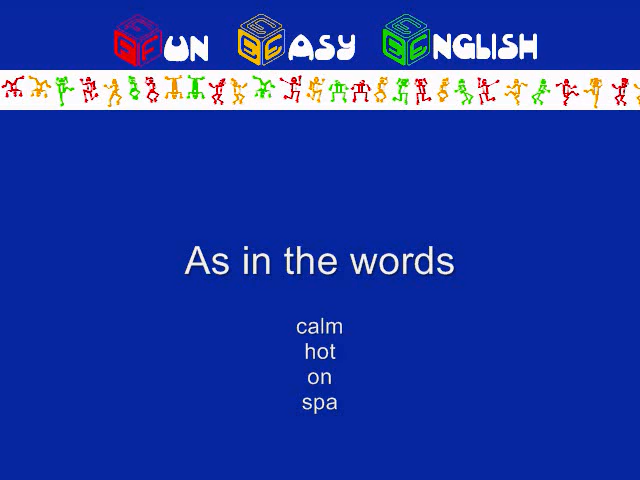 FUN EASY ENGLISH
As in the words
calm
hot
on
spa